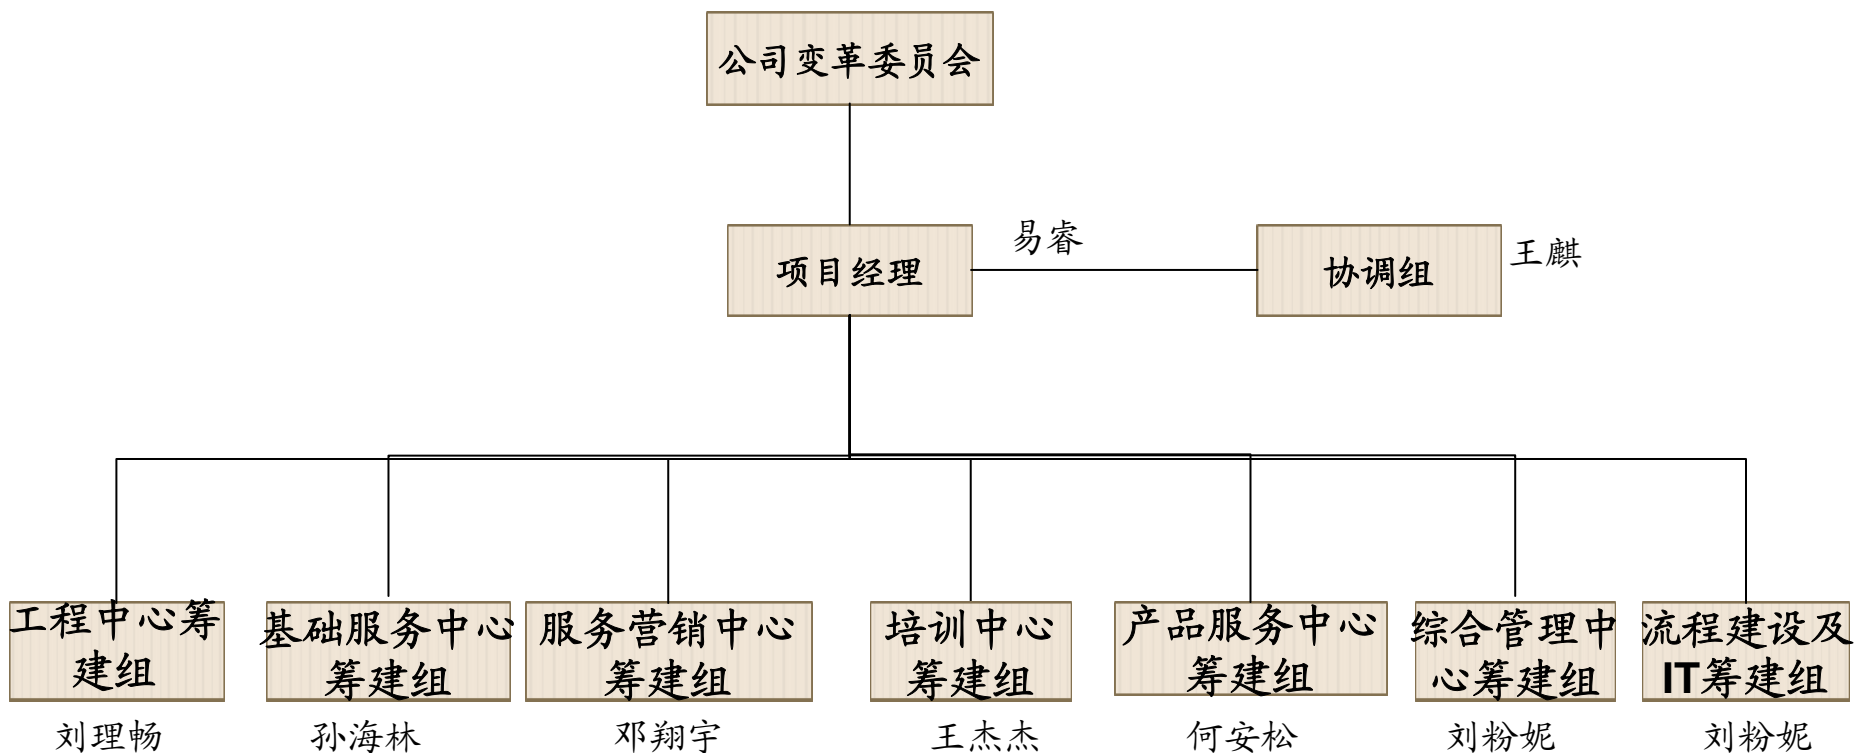 公司变革委员会
项目经理
易睿
协调组
王麒
工程中心筹
建组
基础服务中心
筹建组
服务营销中心
筹建组
培训中心
筹建组
产品服务中心
筹建组
综合管理中
心筹建组
流程建设及
IT筹建组
刘理畅
孙海林
邓翔宇
王杰杰
何安松
刘粉妮
刘粉妮